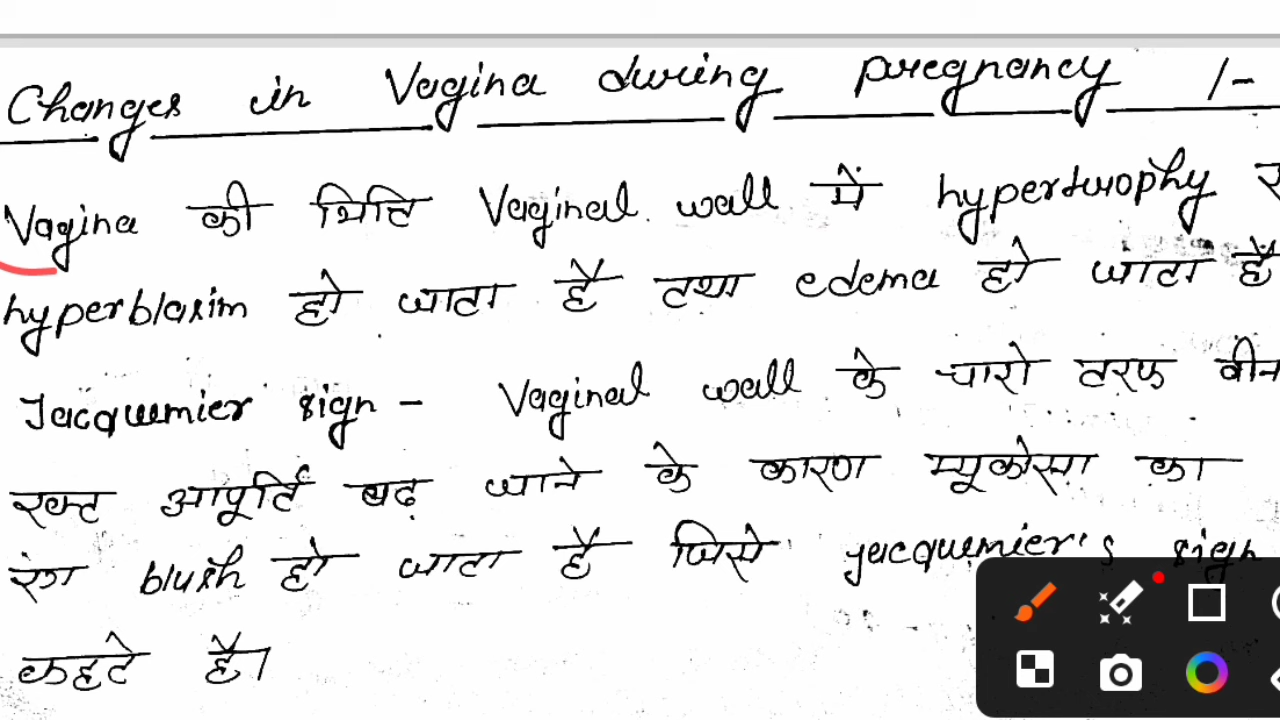 Changes in Vagina during pregnancy /-
Vagina की भित्ति Vaginal wall में hypertrophy
hyperblasim हो जाता है तथा edema हो जाता है
Jacquemier sign - Vaginal wall के चारो तरफ वीन
रक्त आपूर्ति बढ़ जाने के कारण म्यूकोसा का
रंग blush हो जाता है जिसे jacquemier's sign
कहते है।